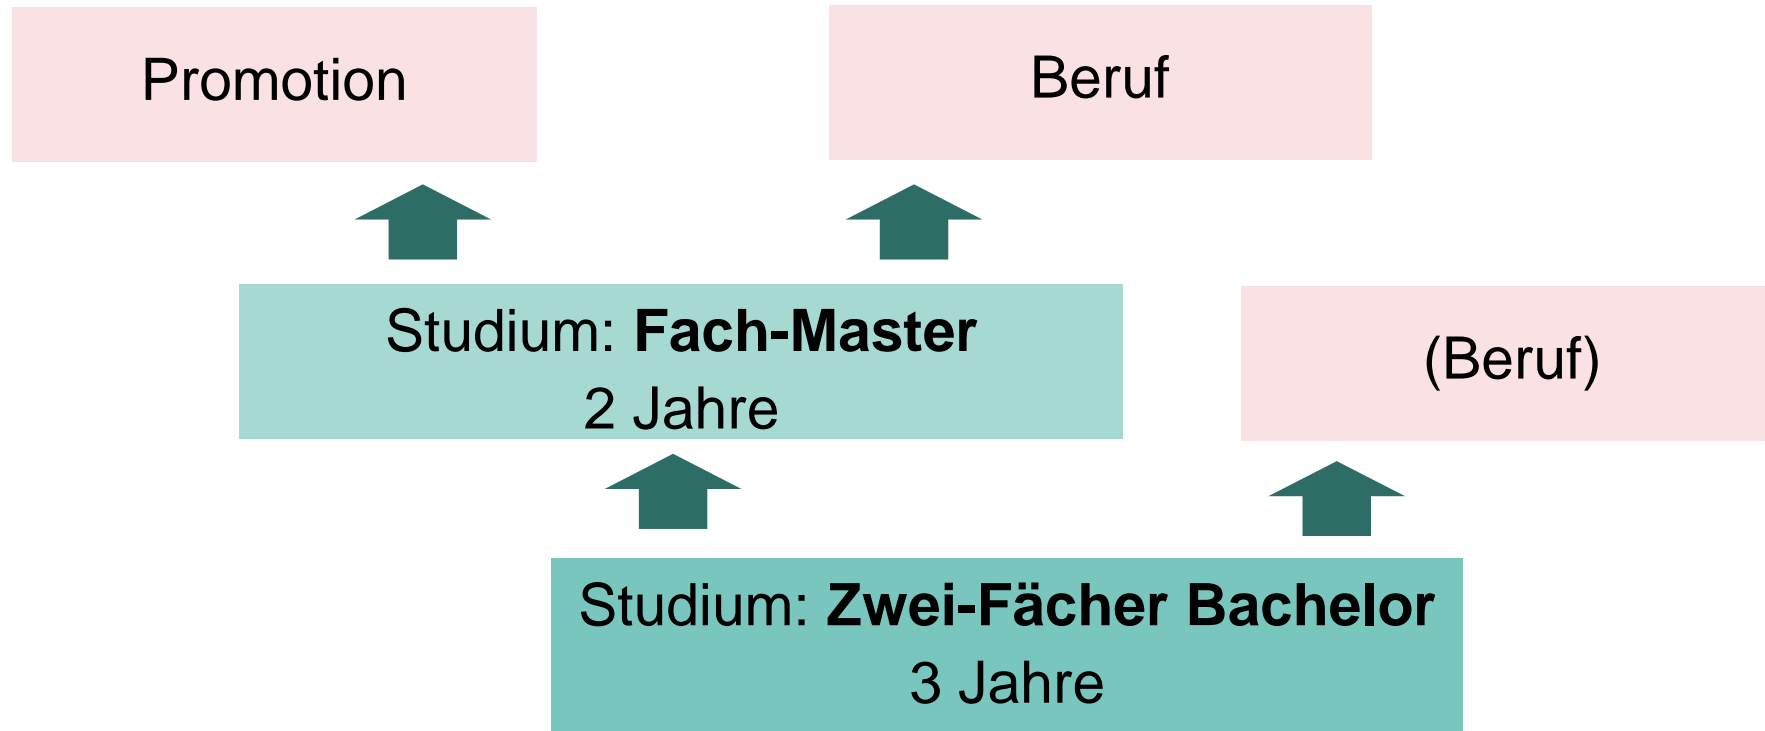 Promotion
Beruf
Studium: Fach-Master
2 Jahre
(Beruf)
Studium: Zwei-Fächer Bachelor
3 Jahre